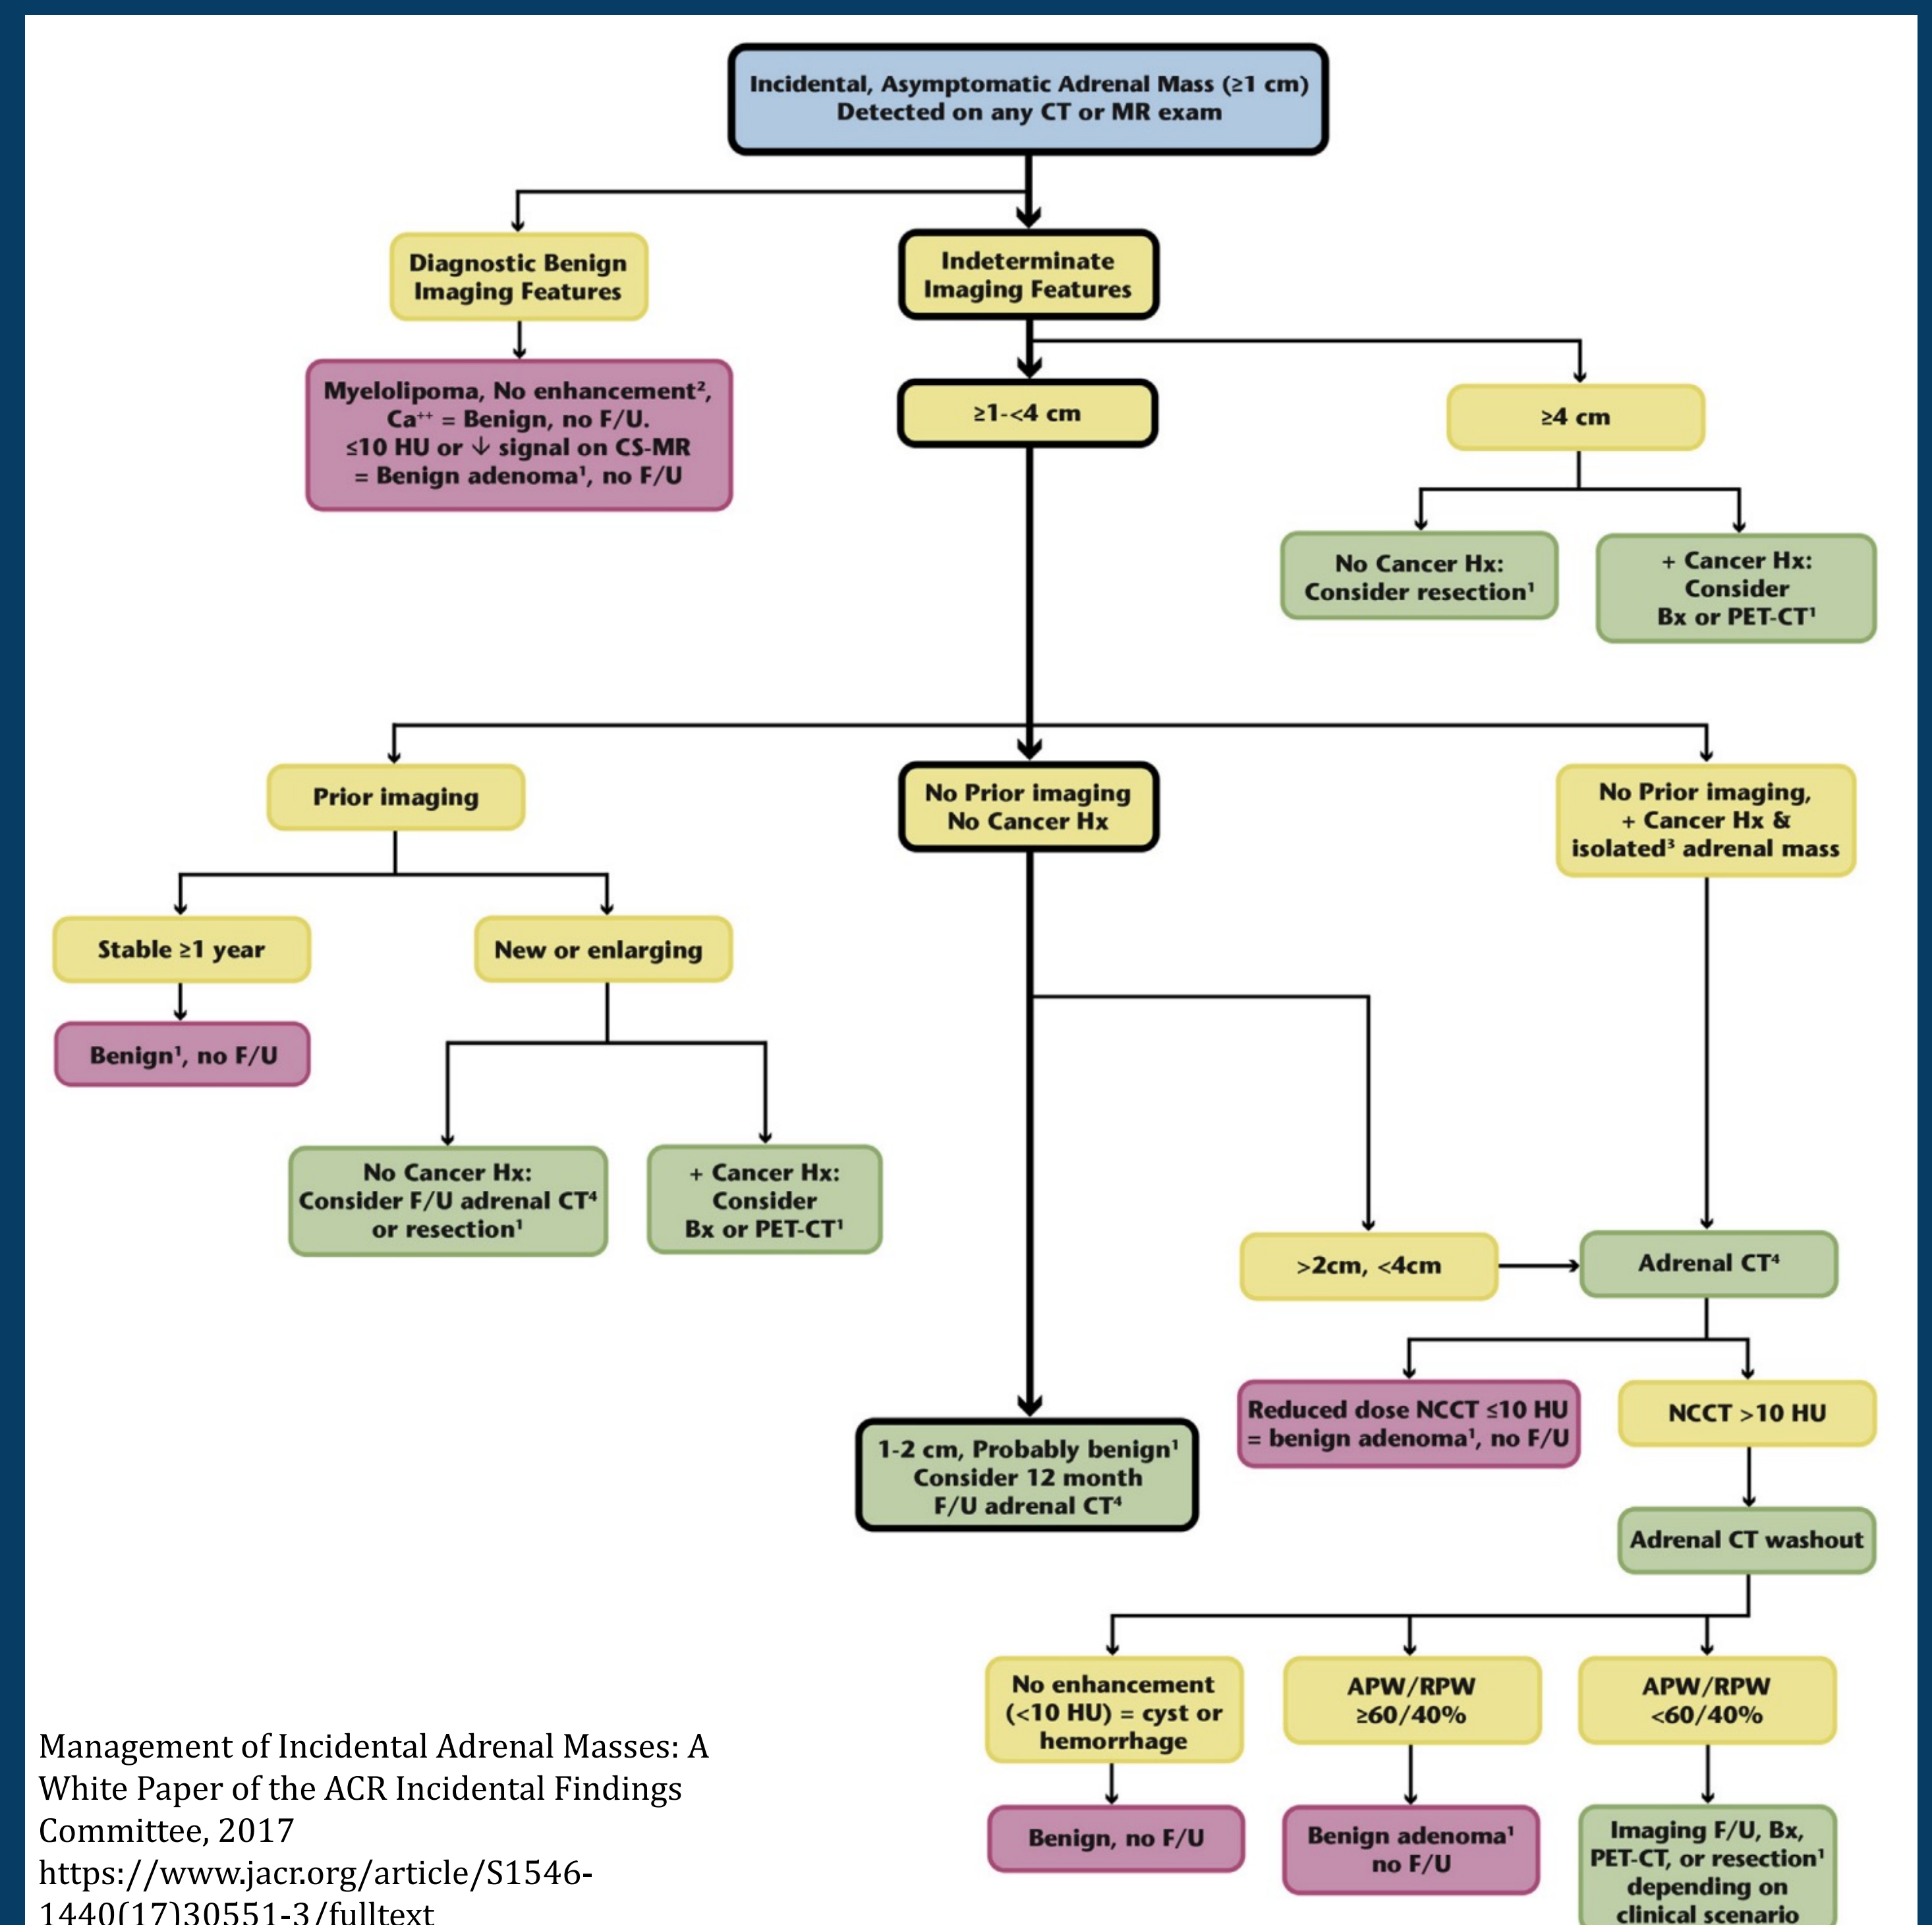 Incidental, Asymptomatic Adrenal Mass (≥1 cm)
Detected on any CT or MR exam
Diagnostic Benign
Imaging Features
Indeterminate
Imaging Features
Myelolipoma, No enhancement²,
Ca⁺⁺ = Benign, no F/U.
≤10 HU or ↓ signal on CS-MR
= Benign adenoma¹, no F/U
≥1-<4 cm
≥4 cm
No Cancer Hx:
Consider resection¹
+ Cancer Hx:
Consider
Bx or PET-CT¹
Prior imaging
No Prior imaging
No Cancer Hx
No Prior imaging,
+ Cancer Hx &
isolated³ adrenal mass
Stable ≥1 year
New or enlarging
Benign¹, no F/U
No Cancer Hx:
Consider F/U adrenal CT⁴
or resection¹
+ Cancer Hx:
Consider
Bx or PET-CT¹
>2cm, <4cm
Adrenal CT⁴
Reduced dose NCCT ≤10 HU
= benign adenoma¹, no F/U
NCCT >10 HU
1-2 cm, Probably benign¹
Consider 12 month
F/U adrenal CT⁴
Adrenal CT washout
No enhancement
(<10 HU) = cyst or
hemorrhage
APW/RPW
≥60/40%
APW/RPW
<60/40%
Benign, no F/U
Benign adenoma¹
no F/U
Imaging F/U, Bx,
PET-CT, or resection¹
depending on
clinical scenario
Management of Incidental Adrenal Masses: A
White Paper of the ACR Incidental Findings
Committee, 2017
https://www.jacr.org/article/S1546-
1440(17)30551-3/fulltext